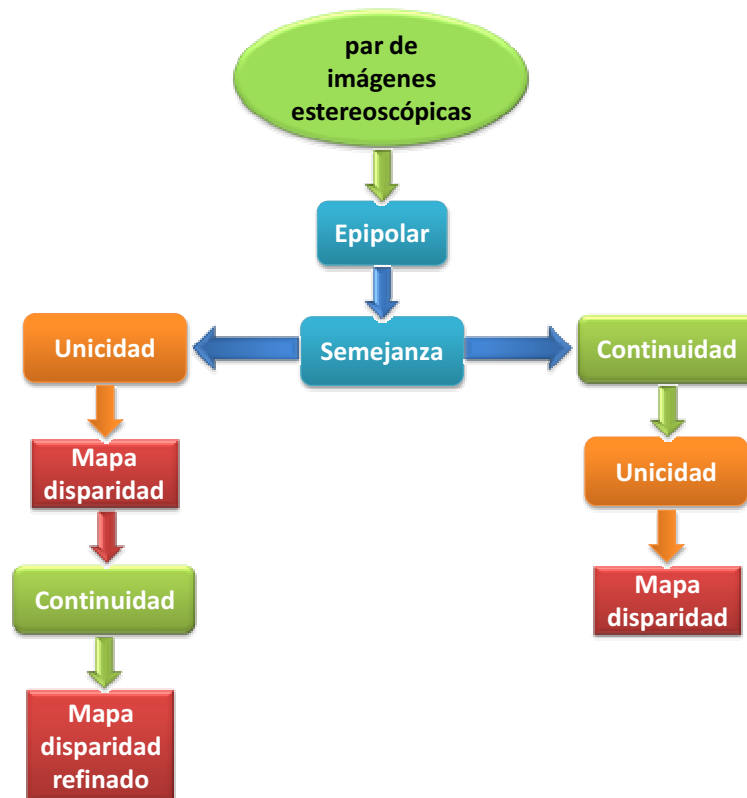 par de
imágenes
estereoscópicas
Epipolar
Unicidad
Semejanza
Continuidad
Mapa
disparidad
Unicidad
Continuidad
Mapa
disparidad
Mapa
disparidad
refinado